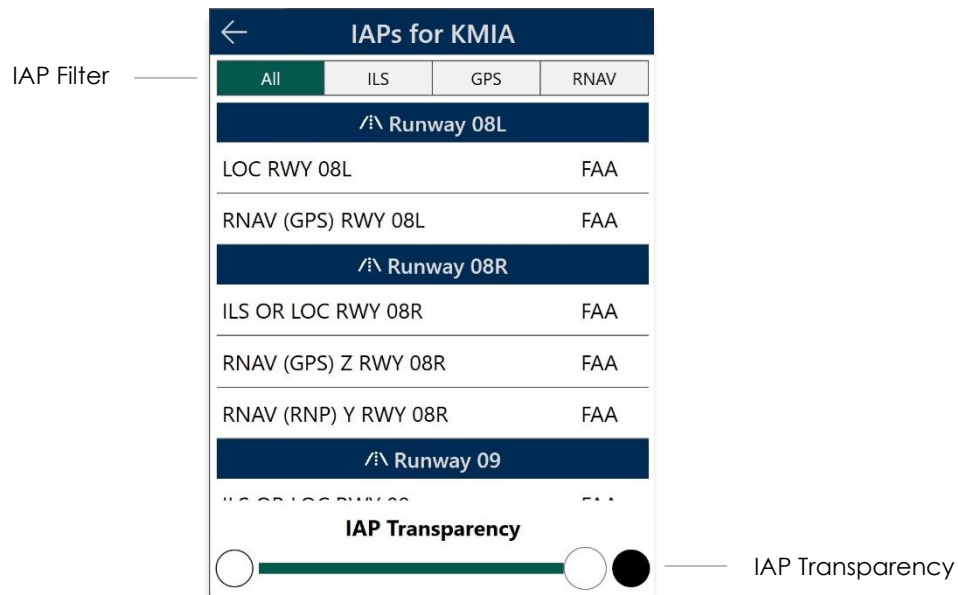 IAPs for KMIA
IAP Filter
All ILS GPS RNAV
Runway 08L
LOC RWY 08L FAA
RNAV (GPS) RWY 08L FAA
Runway 08R
ILS OR LOC RWY 08R FAA
RNAV (GPS) Z RWY 08R FAA
RNAV (RNP) Y RWY 08R FAA
Runway 09
IAP Transparency
IAP Transparency